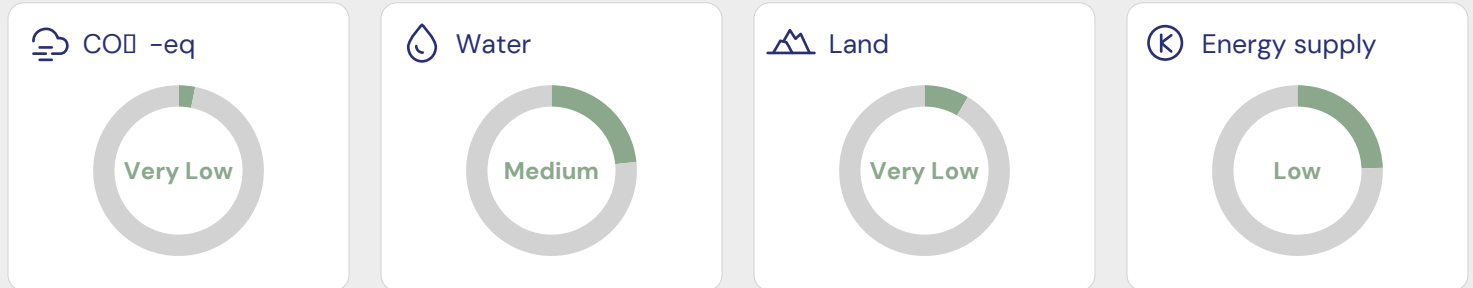 CO▯ -eq
Water
Land
Energy supply
Very Low
Medium
Very Low
Low